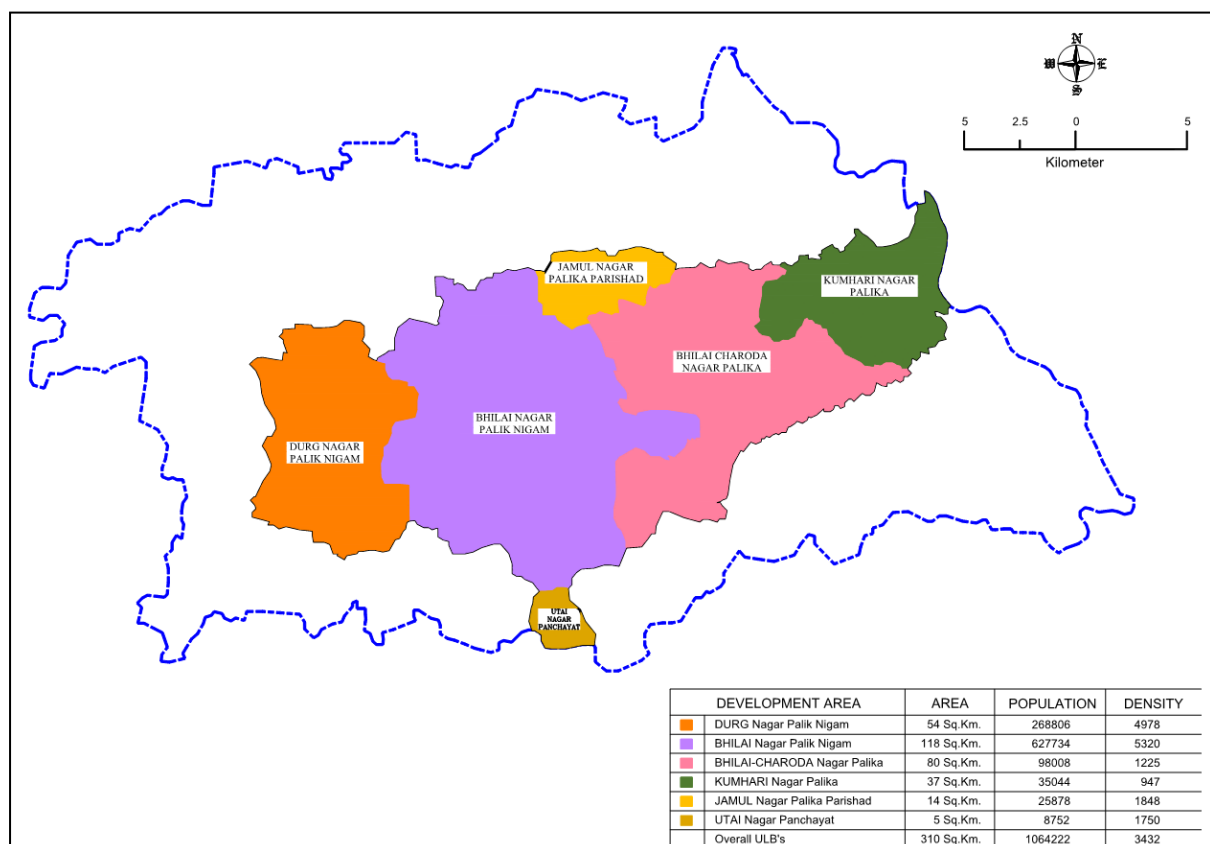 N
W E
S
5 2.5 0 5
Kilometer
JAMUL NAGAR
PALIKA PARISHAD
KUMHARI NAGAR
PALIKA
BHILAI CHARODA
NAGAR PALIKA
BHILAI NAGAR
PALIK NIGAM
DURG NAGAR
PALIK NIGAM
UTAI
NAGAR
PANCHAYAT
DEVELOPMENT AREA AREA POPULATION DENSITY
DURG Nagar Palik Nigam 54 Sq.Km. 268806 4978
BHILAI Nagar Palik Nigam 118 Sq.Km. 627734 5320
BHILAI-CHARODA Nagar Palika 80 Sq.Km. 98008 1225
KUMHARI Nagar Palika 37 Sq.Km. 35044 947
JAMUL Nagar Palika Parishad 14 Sq.Km. 25878 1848
UTAI Nagar Panchayat 5 Sq.Km. 8752 1750
Overall ULB's 310 Sq.Km. 1064222 3432